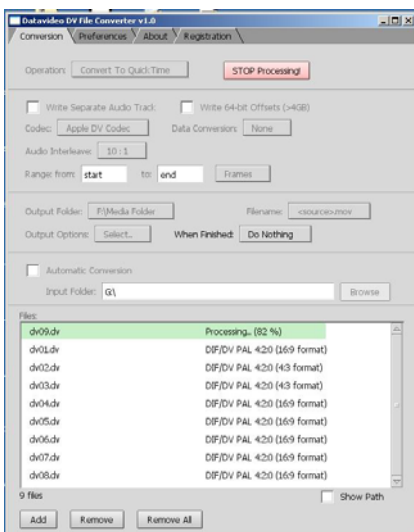 Datavideo DV File Converter v1.0
Conversion Preferences About Registration
Operation: Convert To QuickTime STOP Processing!
Write Separate Audio Track Write 64-bit Offsets (>4GB)
Codec: Apple DV Codec Data Conversion: None
Audio Interleave: 10 : 1
Range: from: start to: end Frames
Output Folder: F:\Media Folder Filename: <source>.mov
Output Options: Select... When Finished: Do Nothing
Automatic Conversion
Input Folder: G:\ Browse
Files:
dv09.dv Processing... (82 %)
dv01.dv DIF/DV PAL 4:2:0 (16:9 format)
dv02.dv DIF/DV PAL 4:2:0 (4:3 format)
dv03.dv DIF/DV PAL 4:2:0 (4:3 format)
dv04.dv DIF/DV PAL 4:2:0 (16:9 format)
dv05.dv DIF/DV PAL 4:2:0 (16:9 format)
dv06.dv DIF/DV PAL 4:2:0 (16:9 format)
dv07.dv DIF/DV PAL 4:2:0 (16:9 format)
dv08.dv DIF/DV PAL 4:2:0 (16:9 format)
9 files Show Path
Add Remove Remove All